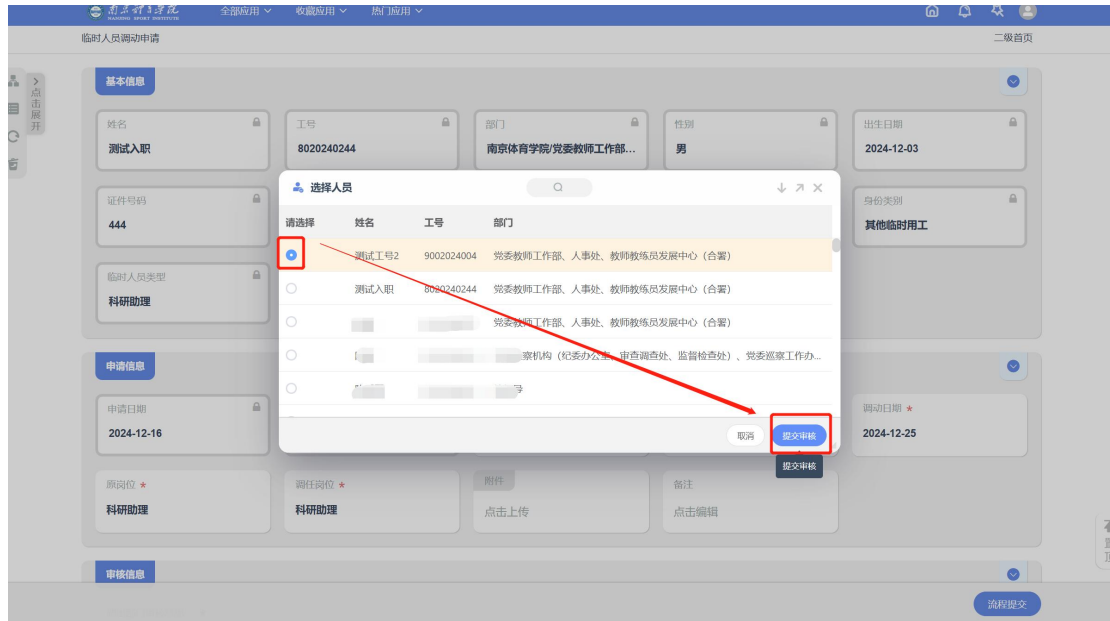 南京体育学院 全部应用 收藏应用 热门应用
NANJING SPORT INSTITUTE
临时人员调动申请 二级首页
点击展开
基本信息
姓名 工号 部门 性别 出生日期
测试入职 8020240244 南京体育学院/党委教师工作部... 男 2024-12-03
选择人员
证件号码 身份类别
444 其他临时用工
请选择 姓名 工号 部门
测试工号2 9002024004 党委教师工作部、人事处、教师教练员发展中心（合署）
临时人员类型
科研助理
测试入职 8020240244 党委教师工作部、人事处、教师教练员发展中心（合署）
党委教师工作部、人事处、教师教练员发展中心（合署）
察机构（纪委办公室、审查调查处、监督检查处）、党委巡察工作办...
申请信息
导
申请日期 调动日期 *
2024-12-16 2024-12-25
取消 提交审核
提交审核
原岗位 * 调任岗位 * 附件 备注
科研助理 科研助理 点击上传 点击编辑
审核信息
流程提交